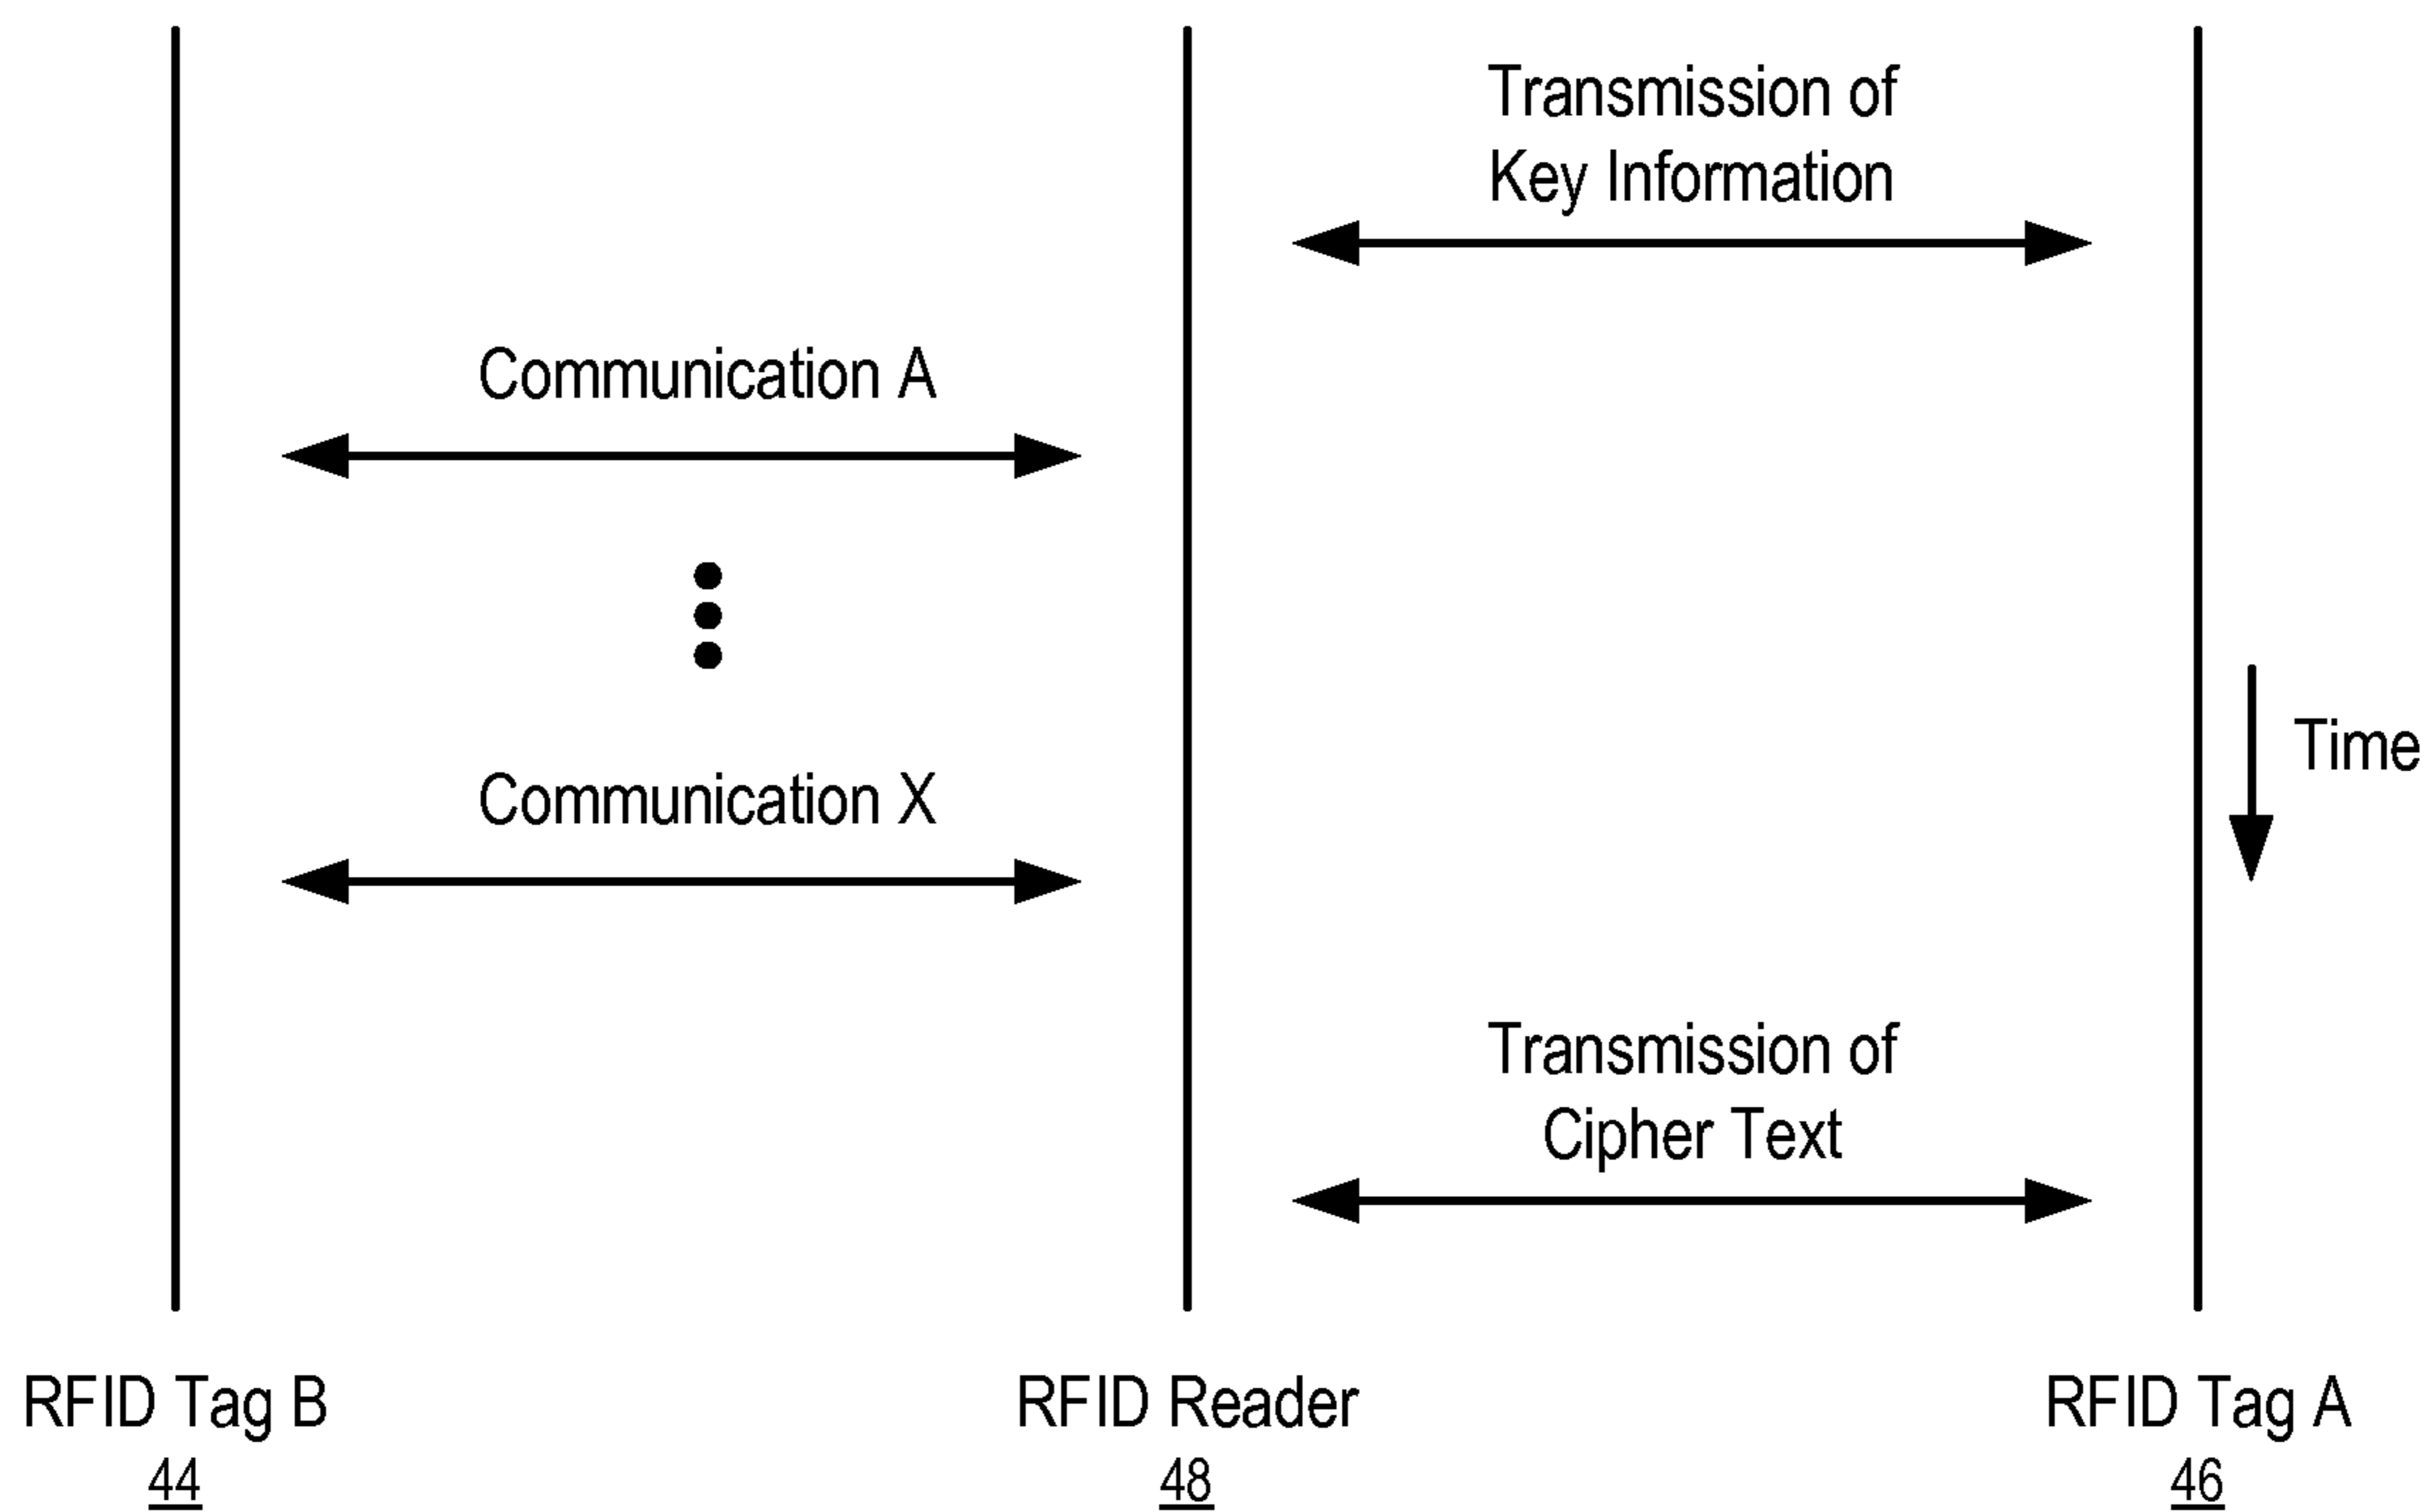 Transmission of
Key Information
Communication A
Communication X
Time
Transmission of
Cipher Text
RFID Tag B
44
RFID Reader
48
RFID Tag A
46